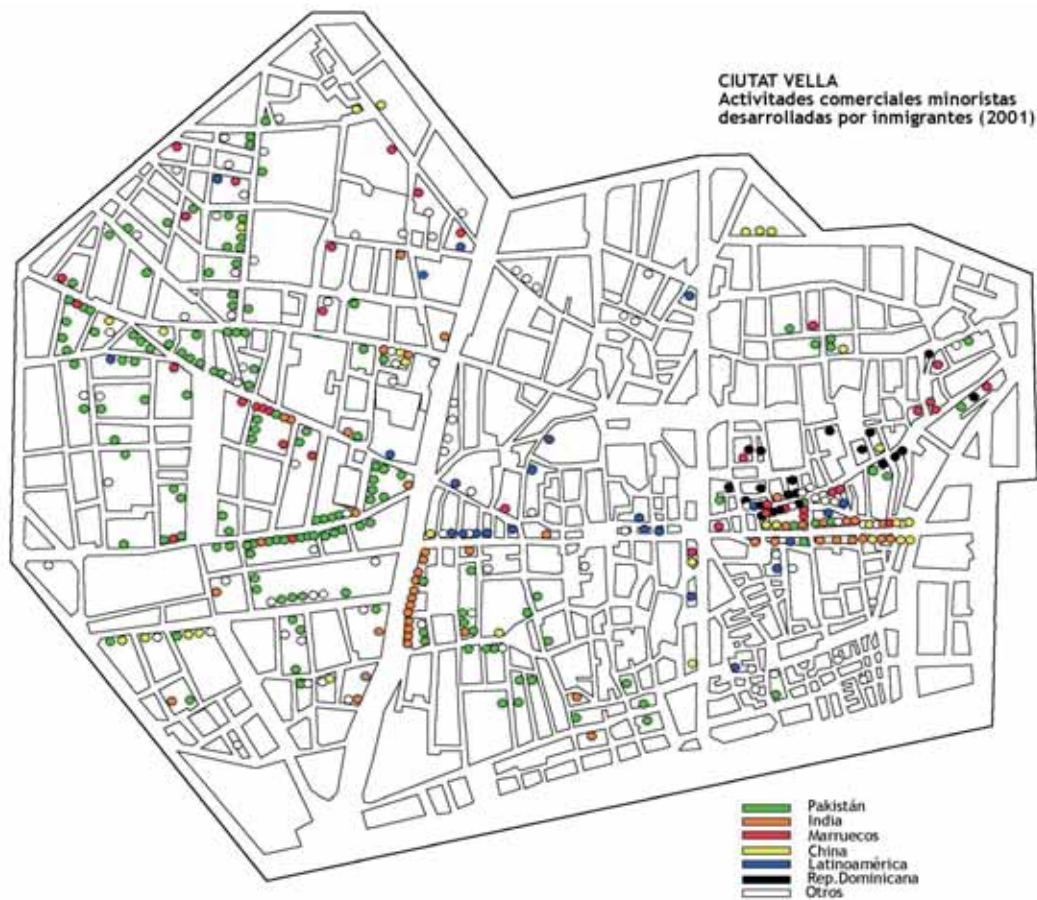 CIUTAT VELLA
Activitades comerciales minoristas
desarrolladas por inmigrantes (2001)
Pakistán
India
Marruecos
China
Latinoamérica
Rep.Dominicana
Otros